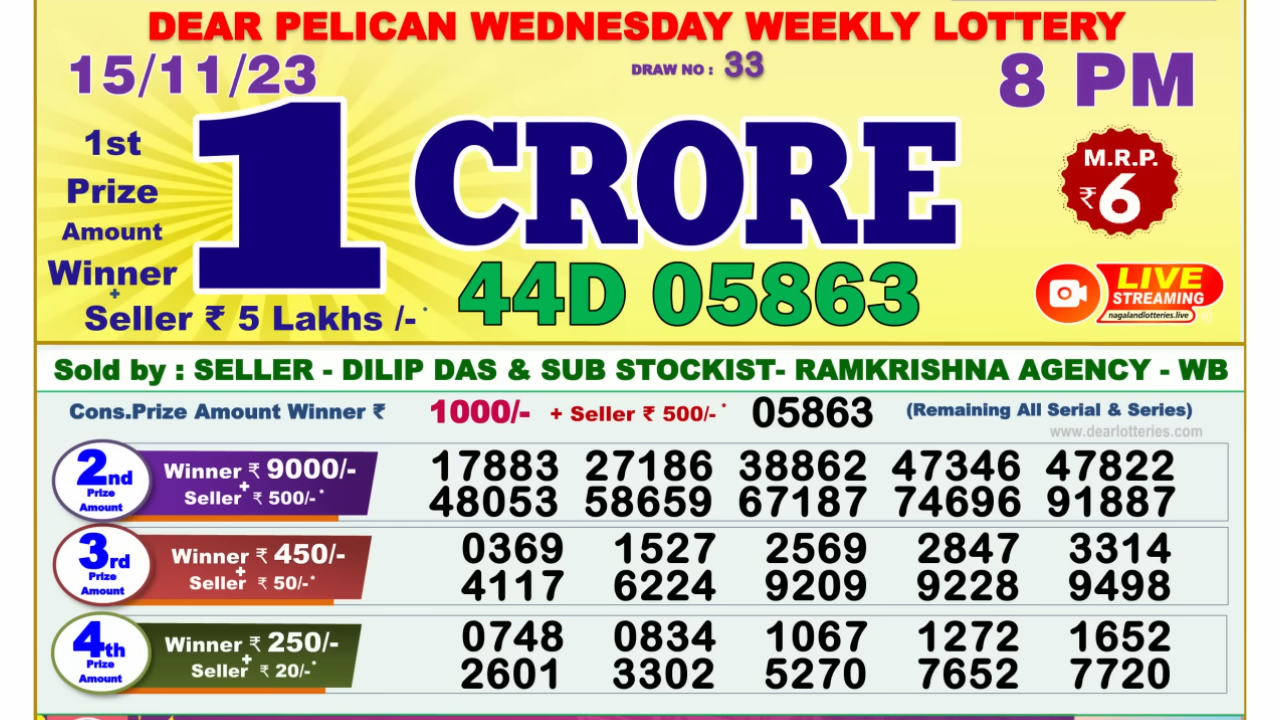 DEAR PELICAN WEDNESDAY WEEKLY LOTTERY
15/11/23
DRAW NO : 33
8 PM
1st
Prize
Amount
Winner
+
Seller ₹ 5 Lakhs /-*
1 CRORE
44D 05863
M.R.P.
₹6
LIVE
STREAMING
nagalandlotteries.live
Sold by : SELLER - DILIP DAS & SUB STOCKIST- RAMKRISHNA AGENCY - WB
Cons.Prize Amount Winner ₹ 1000/- + Seller ₹ 500/-* 05863 (Remaining All Serial & Series)
www.dearlotteries.com
2nd
Prize
Amount
Winner ₹ 9000/-
+
Seller ₹ 500/-*
17883 27186 38862 47346 47822
48053 58659 67187 74696 91887
3rd
Prize
Amount
Winner ₹ 450/-
+
Seller ₹ 50/-*
0369 1527 2569 2847 3314
4117 6224 9209 9228 9498
4th
Prize
Amount
Winner ₹ 250/-
+
Seller ₹ 20/-*
0748 0834 1067 1272 1652
2601 3302 5270 7652 7720